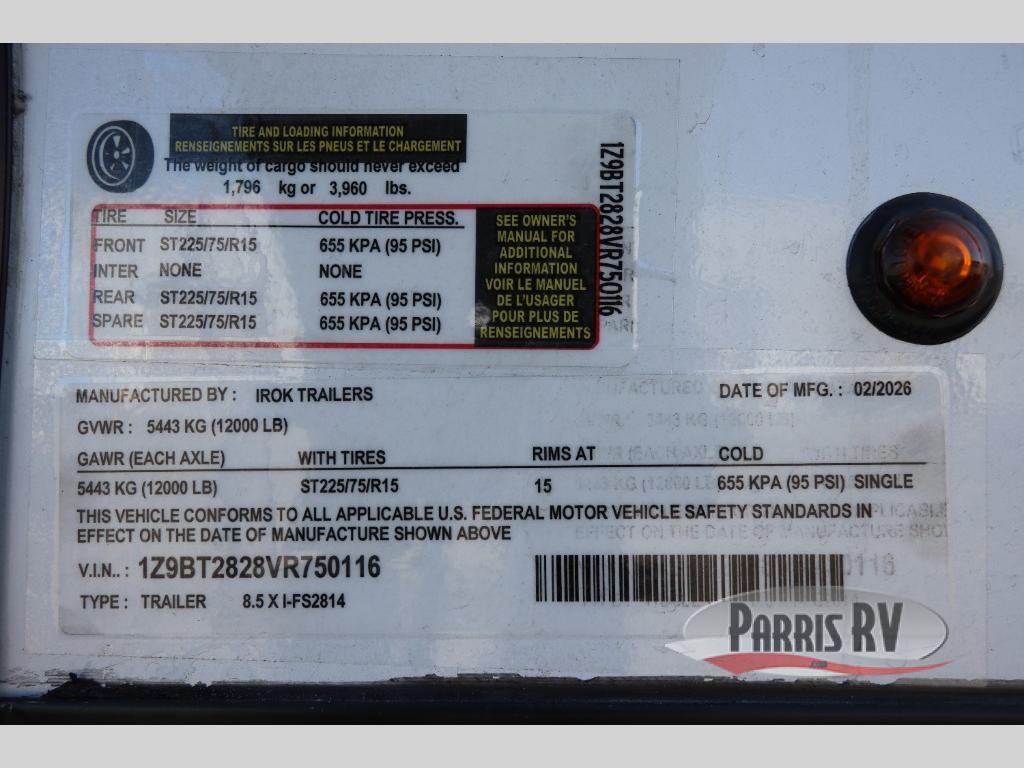 TIRE AND LOADING INFORMATION
RENSEIGNEMENTS SUR LES PNEUS ET LE CHARGEMENT
The weight of cargo should never exceed
1,796 kg or 3,960 lbs.
TIRE SIZE COLD TIRE PRESS.
FRONT ST225/75/R15 655 KPA (95 PSI)
INTER NONE NONE
REAR ST225/75/R15 655 KPA (95 PSI)
SPARE ST225/75/R15 655 KPA (95 PSI)
SEE OWNER'S
MANUAL FOR
ADDITIONAL
INFORMATION
VOIR LE MANUEL
DE L'USAGER
POUR PLUS DE
RENSEIGNEMENTS
1Z9BT2828VR750116
MANUFACTURED BY : IROK TRAILERS DATE OF MFG. : 02/2026
GVWR : 5443 KG (12000 LB)
GAWR (EACH AXLE) WITH TIRES RIMS AT COLD
5443 KG (12000 LB) ST225/75/R15 15 655 KPA (95 PSI) SINGLE
THIS VEHICLE CONFORMS TO ALL APPLICABLE U.S. FEDERAL MOTOR VEHICLE SAFETY STANDARDS IN
EFFECT ON THE DATE OF MANUFACTURE SHOWN ABOVE
V.I.N.. : 1Z9BT2828VR750116
TYPE : TRAILER 8.5 X I-FS2814
PARRIS RV
.com